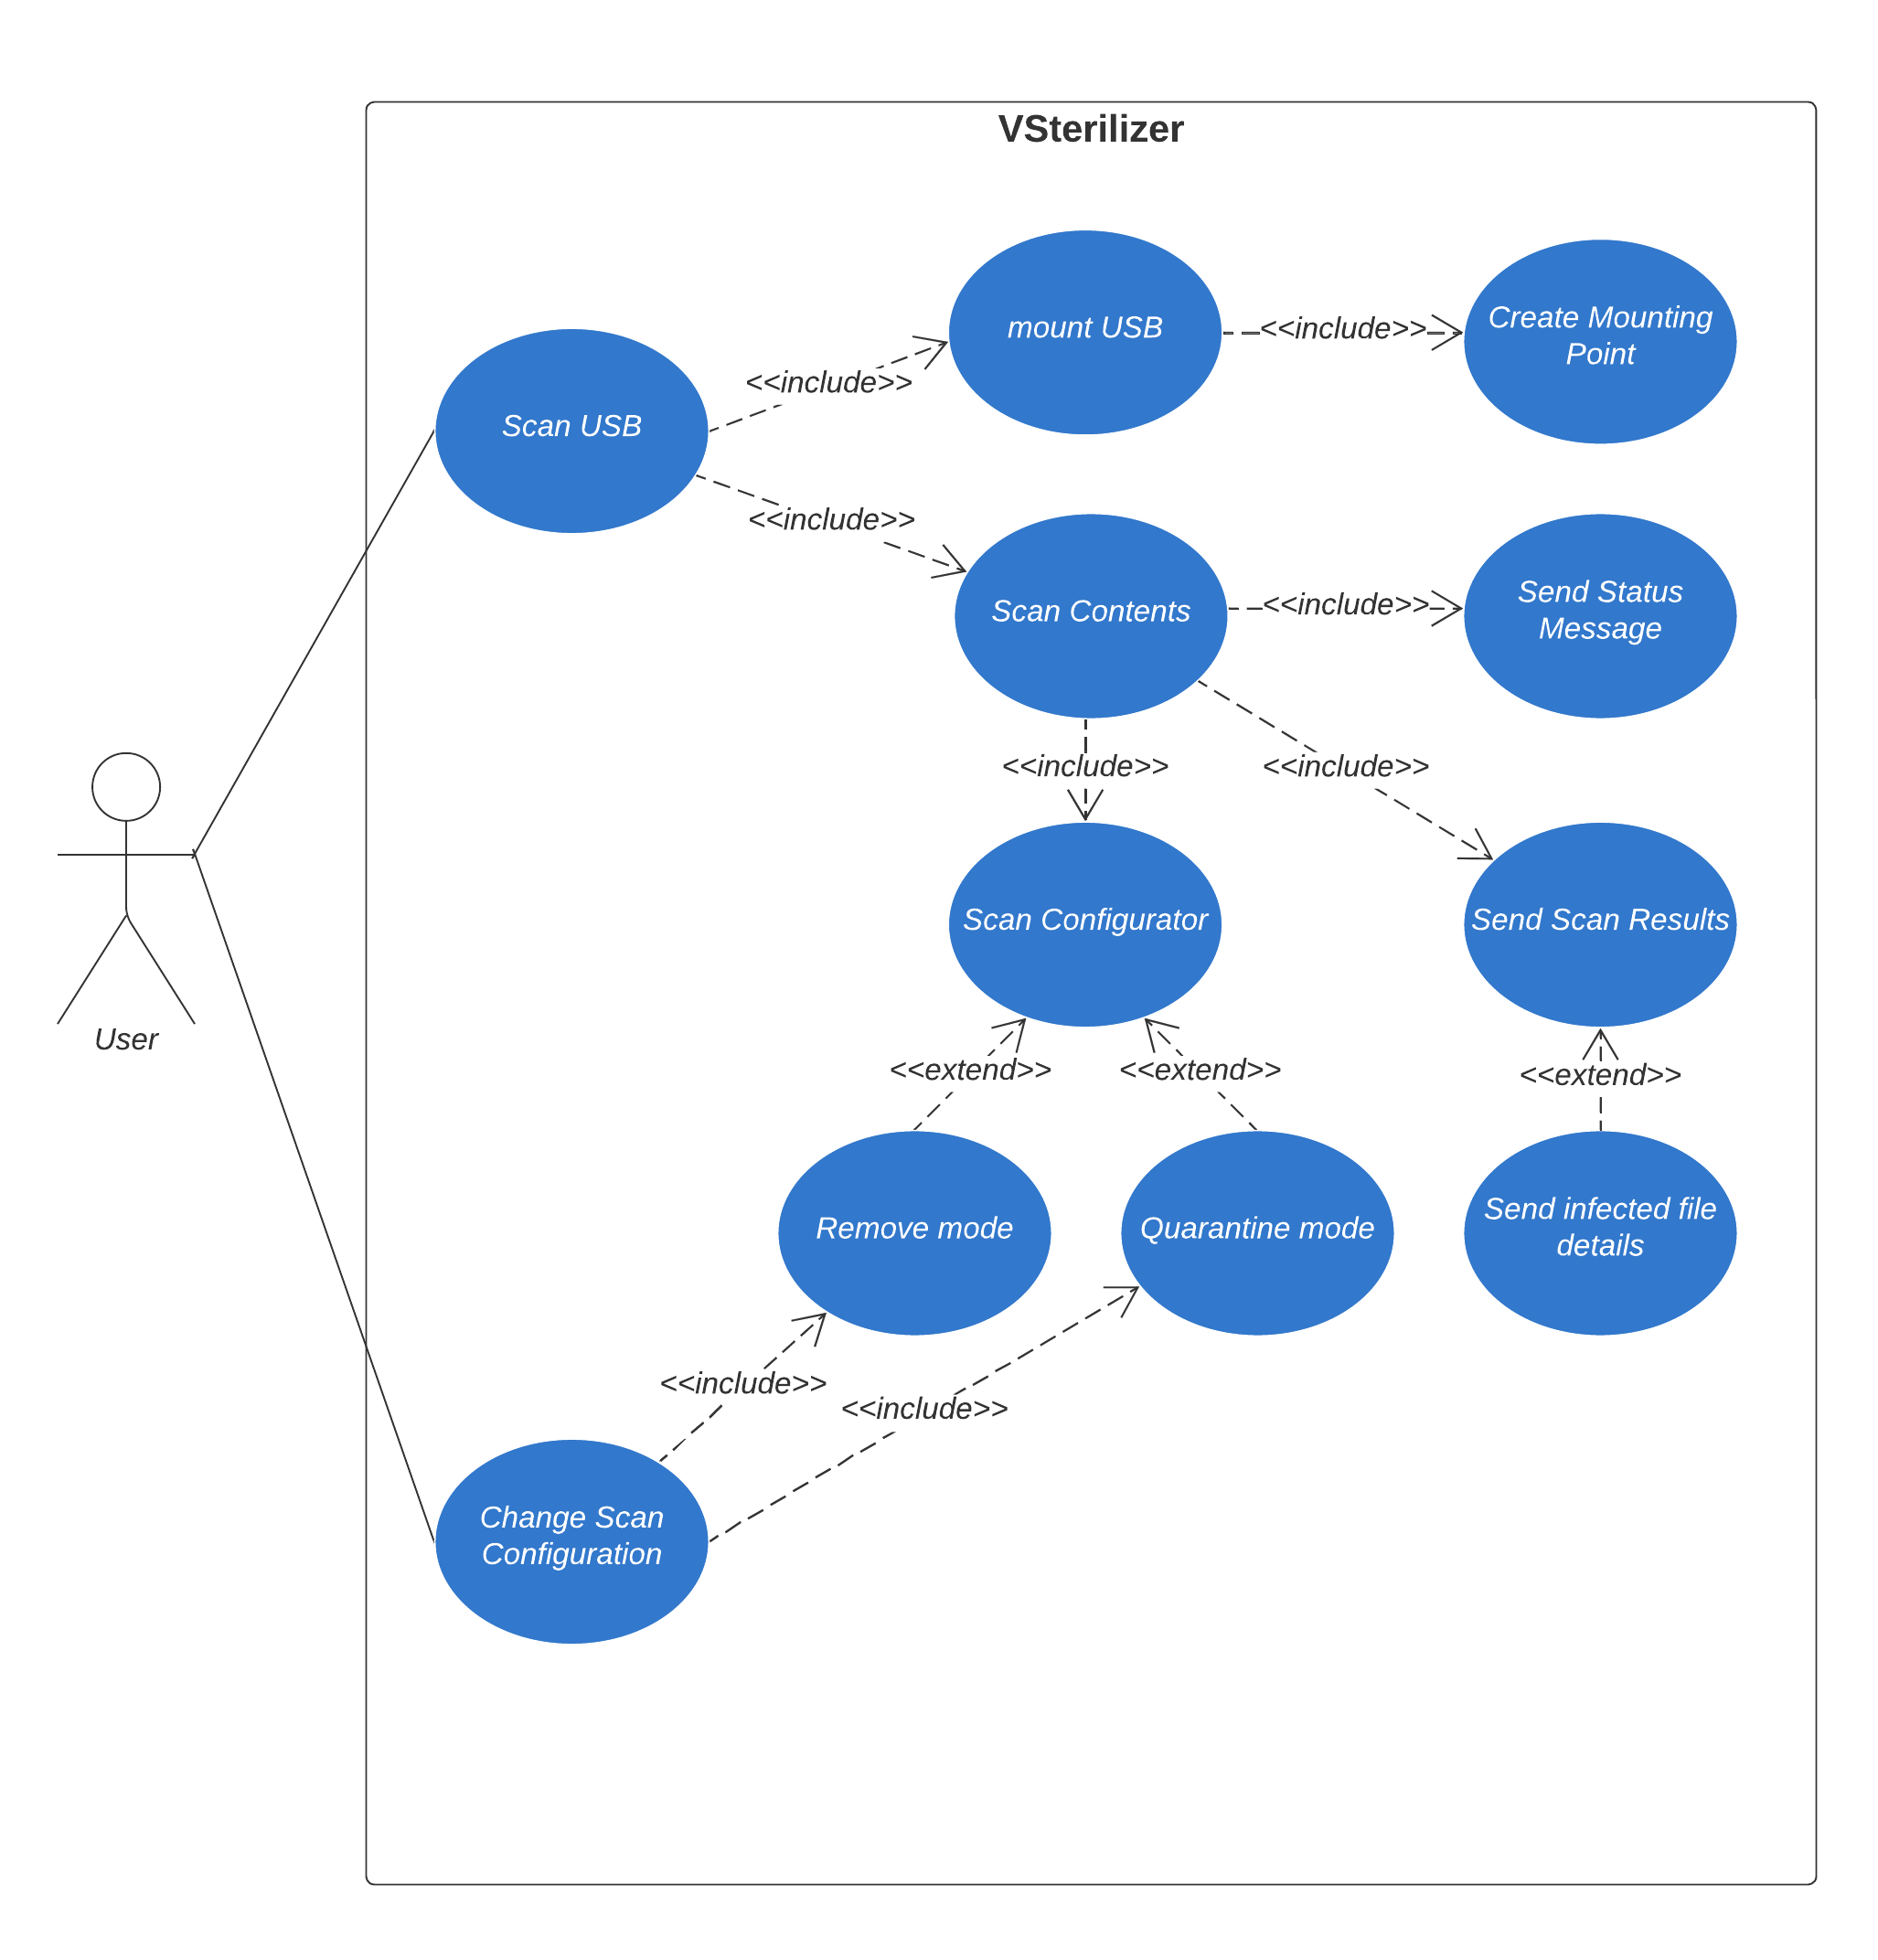 VSterilizer
mount USB
Create Mounting
Point
<<include>>
<<include>>
Scan USB
<<include>>
Scan Contents
<<include>>
Send Status
Message
<<include>>
<<include>>
User
Scan Configurator
Send Scan Results
<<extend>>
<<extend>>
<<extend>>
Remove mode
Quarantine mode
Send infected file
details
<<include>>
<<include>>
Change Scan
Configuration